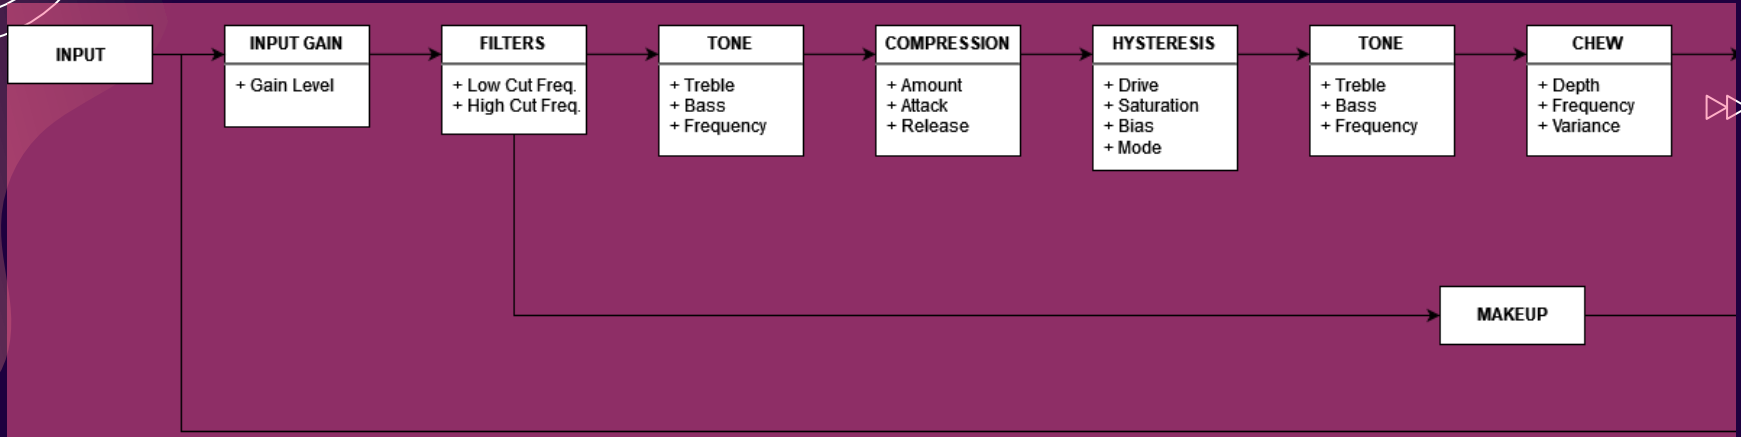 INPUT
INPUT GAIN
+ Gain Level
FILTERS
+ Low Cut Freq.
+ High Cut Freq.
TONE
+ Treble
+ Bass
+ Frequency
COMPRESSION
+ Amount
+ Attack
+ Release
HYSTERESIS
+ Drive
+ Saturation
+ Bias
+ Mode
TONE
+ Treble
+ Bass
+ Frequency
CHEW
+ Depth
+ Frequency
+ Variance
MAKEUP